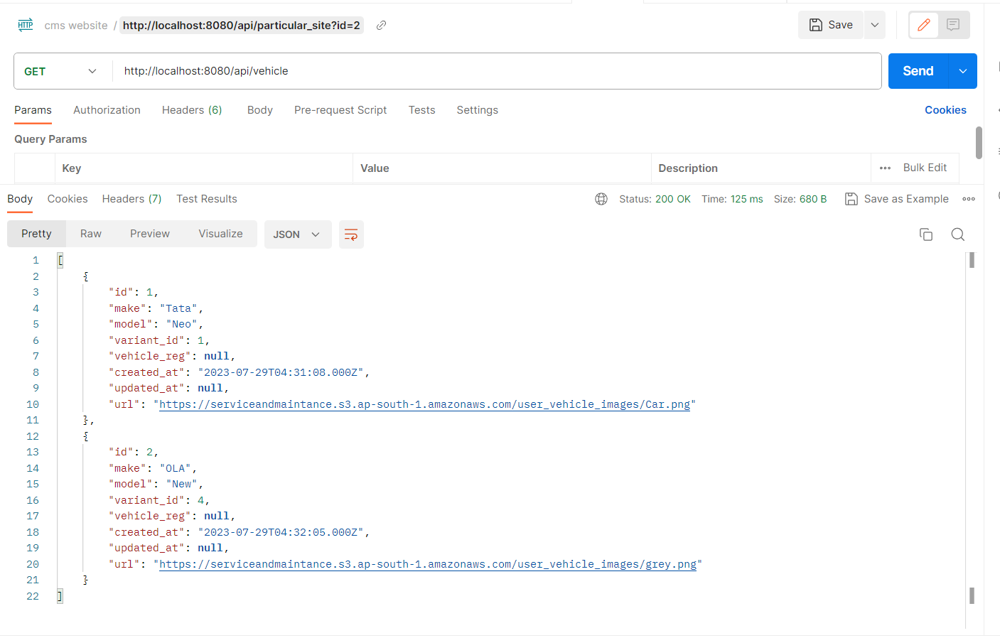 HTTP cms website / http://localhost:8080/api/particular_site?id=2 Save
GET http://localhost:8080/api/vehicle Send
Params Authorization Headers (6) Body Pre-request Script Tests Settings Cookies
Query Params
Key Value Description ••• Bulk Edit
Body Cookies Headers (7) Test Results Status: 200 OK Time: 125 ms Size: 680 B Save as Example
Pretty Raw Preview Visualize JSON
1 [
2 {
3 "id": 1,
4 "make": "Tata",
5 "model": "Neo",
6 "variant_id": 1,
7 "vehicle_reg": null,
8 "created_at": "2023-07-29T04:31:08.000Z",
9 "updated_at": null,
10 "url": "https://serviceandmaintance.s3.ap-south-1.amazonaws.com/user_vehicle_images/Car.png"
11 },
12 {
13 "id": 2,
14 "make": "OLA",
15 "model": "New",
16 "variant_id": 4,
17 "vehicle_reg": null,
18 "created_at": "2023-07-29T04:32:05.000Z",
19 "updated_at": null,
20 "url": "https://serviceandmaintance.s3.ap-south-1.amazonaws.com/user_vehicle_images/grey.png"
21 }
22 ]